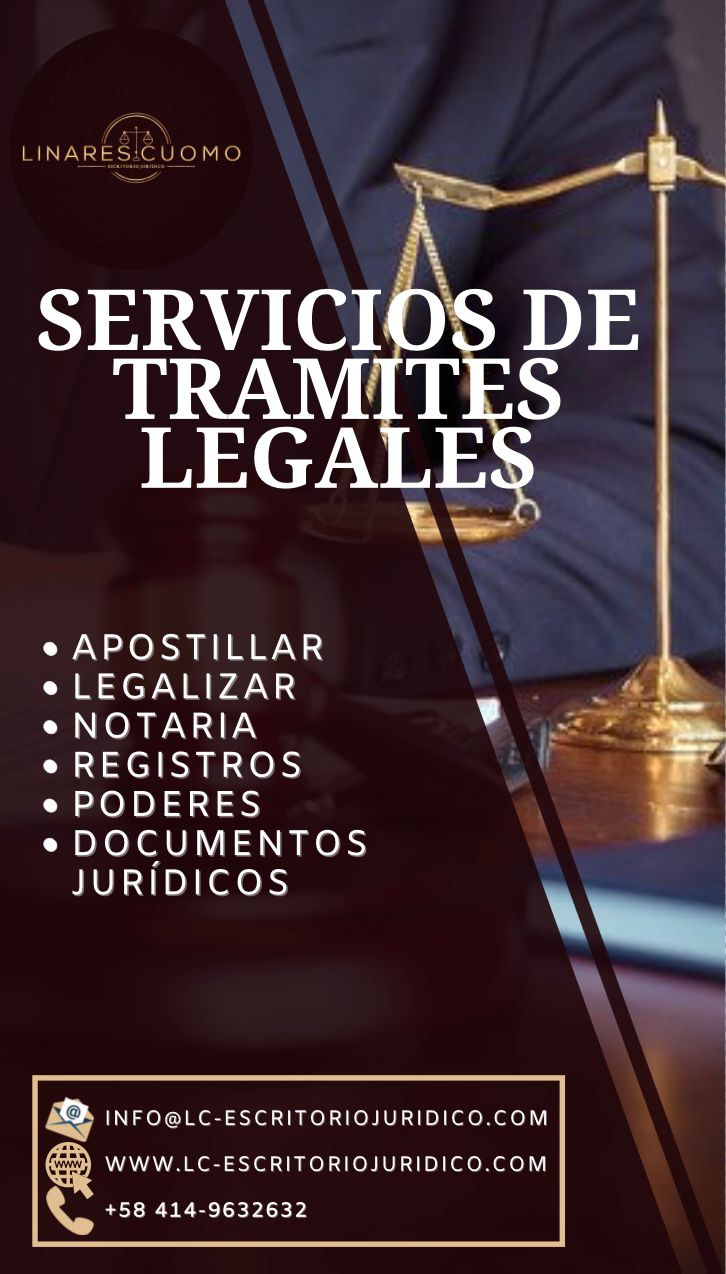 LINARES CUOMO
ESCRITORIO JURÍDICO
SERVICIOS DE
TRAMITES
LEGALES
• APOSTILLAR
• LEGALIZAR
• NOTARIA
• REGISTROS
• PODERES
• DOCUMENTOS
JURÍDICOS
INFO@LC-ESCRITORIOJURIDICO.COM
WWW
WWW.LC-ESCRITORIOJURIDICO.COM
+58 414-9632632